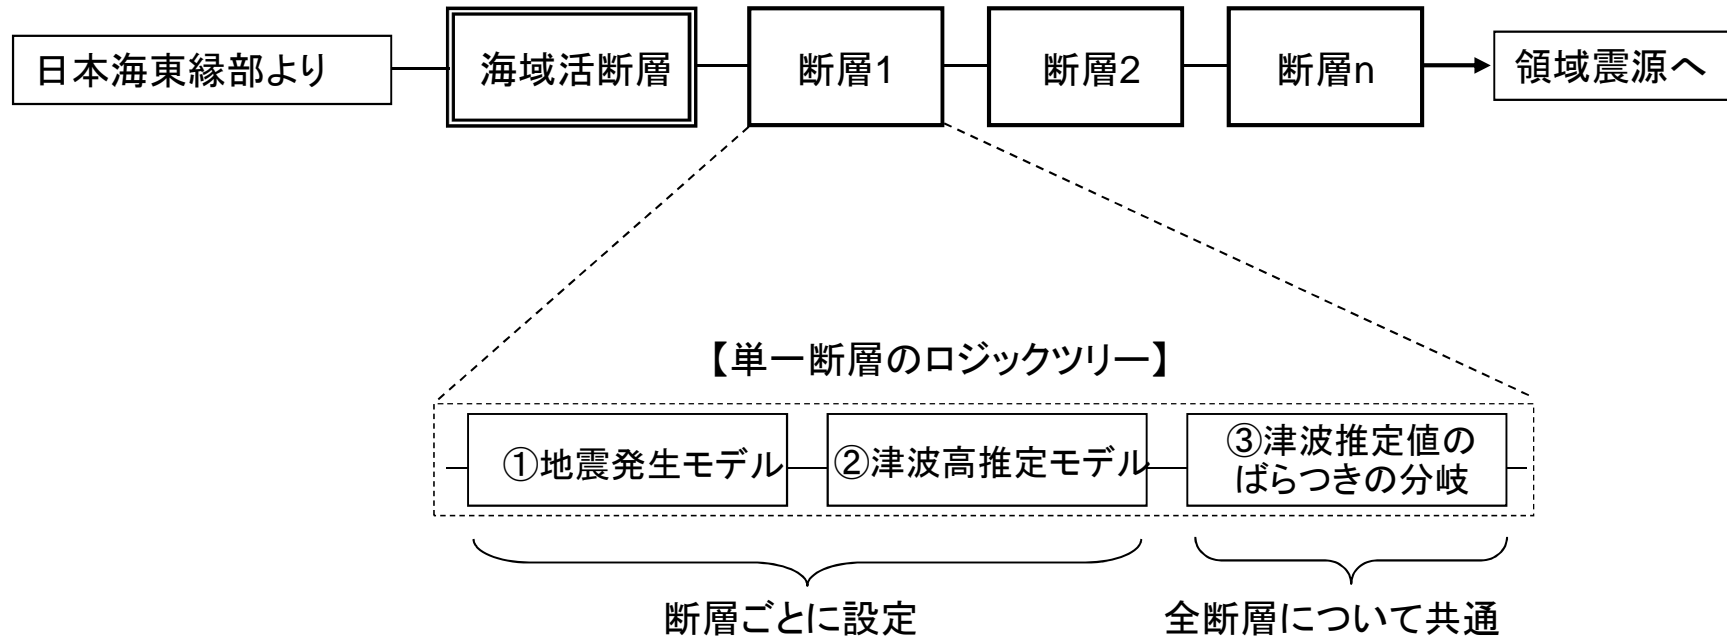 日本海東縁部より
海域活断層
断層1
断層2
断層n
領域震源へ
【単一断層のロジックツリー】
①地震発生モデル
②津波高推定モデル
③津波推定値の
ばらつきの分岐
断層ごとに設定
全断層について共通